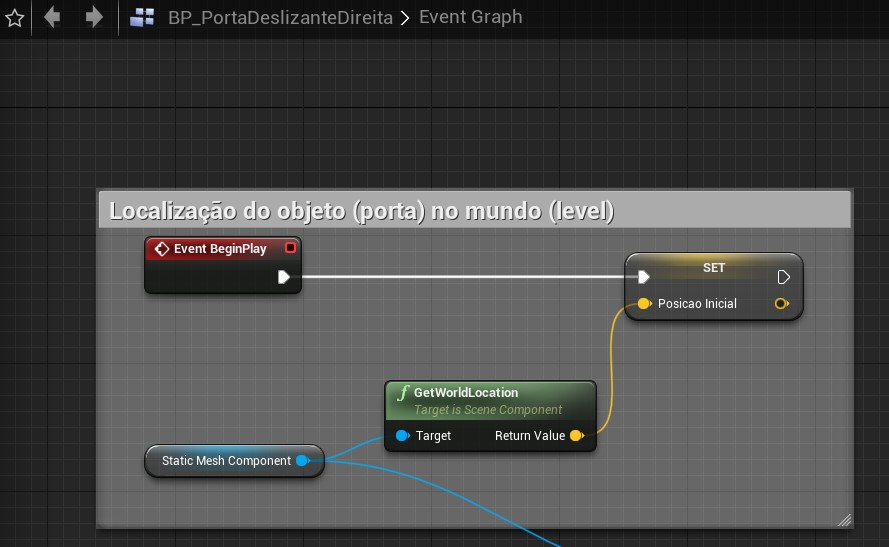 BP_PortaDeslizanteDireita > Event Graph
Localização do objeto (porta) no mundo (level)
Event BeginPlay
SET
Posicao Inicial
f GetWorldLocation
Target is Scene Component
Target Return Value
Static Mesh Component